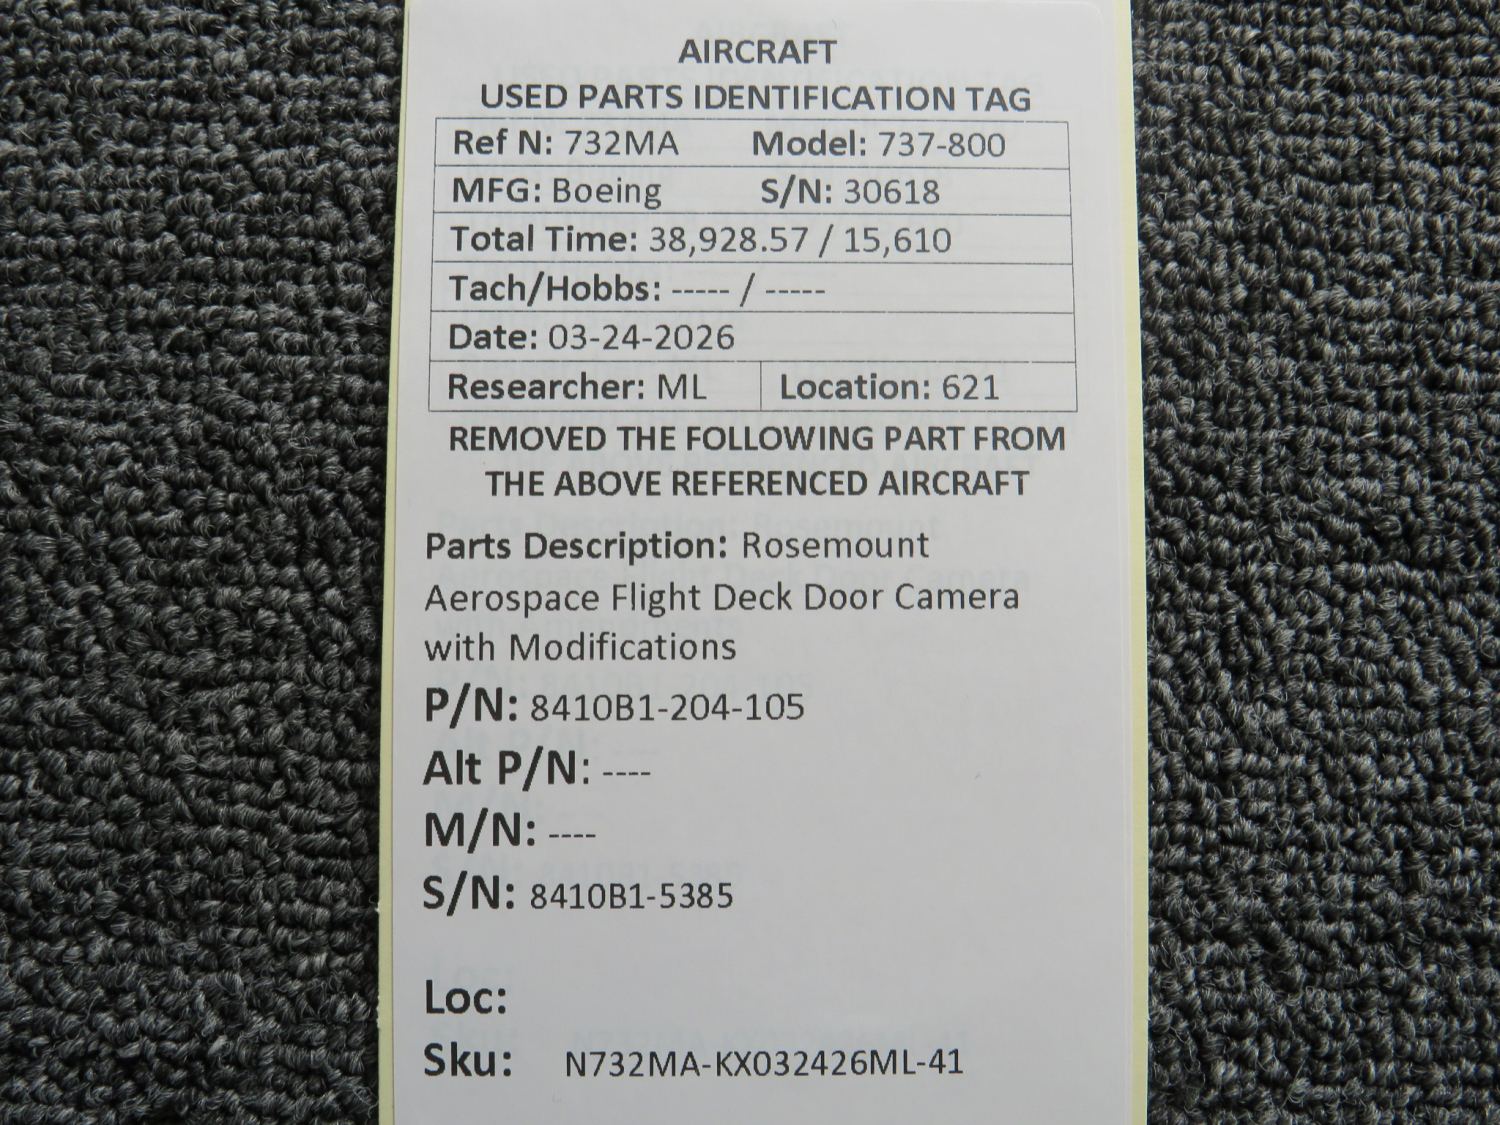 AIRCRAFT
USED PARTS IDENTIFICATION TAG
Ref N: 732MA Model: 737-800
MFG: Boeing S/N: 30618
Total Time: 38,928.57 / 15,610
Tach/Hobbs: ----- / -----
Date: 03-24-2026
Researcher: ML Location: 621
REMOVED THE FOLLOWING PART FROM
THE ABOVE REFERENCED AIRCRAFT
Parts Description: Rosemount
Aerospace Flight Deck Door Camera
with Modifications
P/N: 8410B1-204-105
Alt P/N: ----
M/N: ----
S/N: 8410B1-5385
Loc:
Sku: N732MA-KX032426ML-41